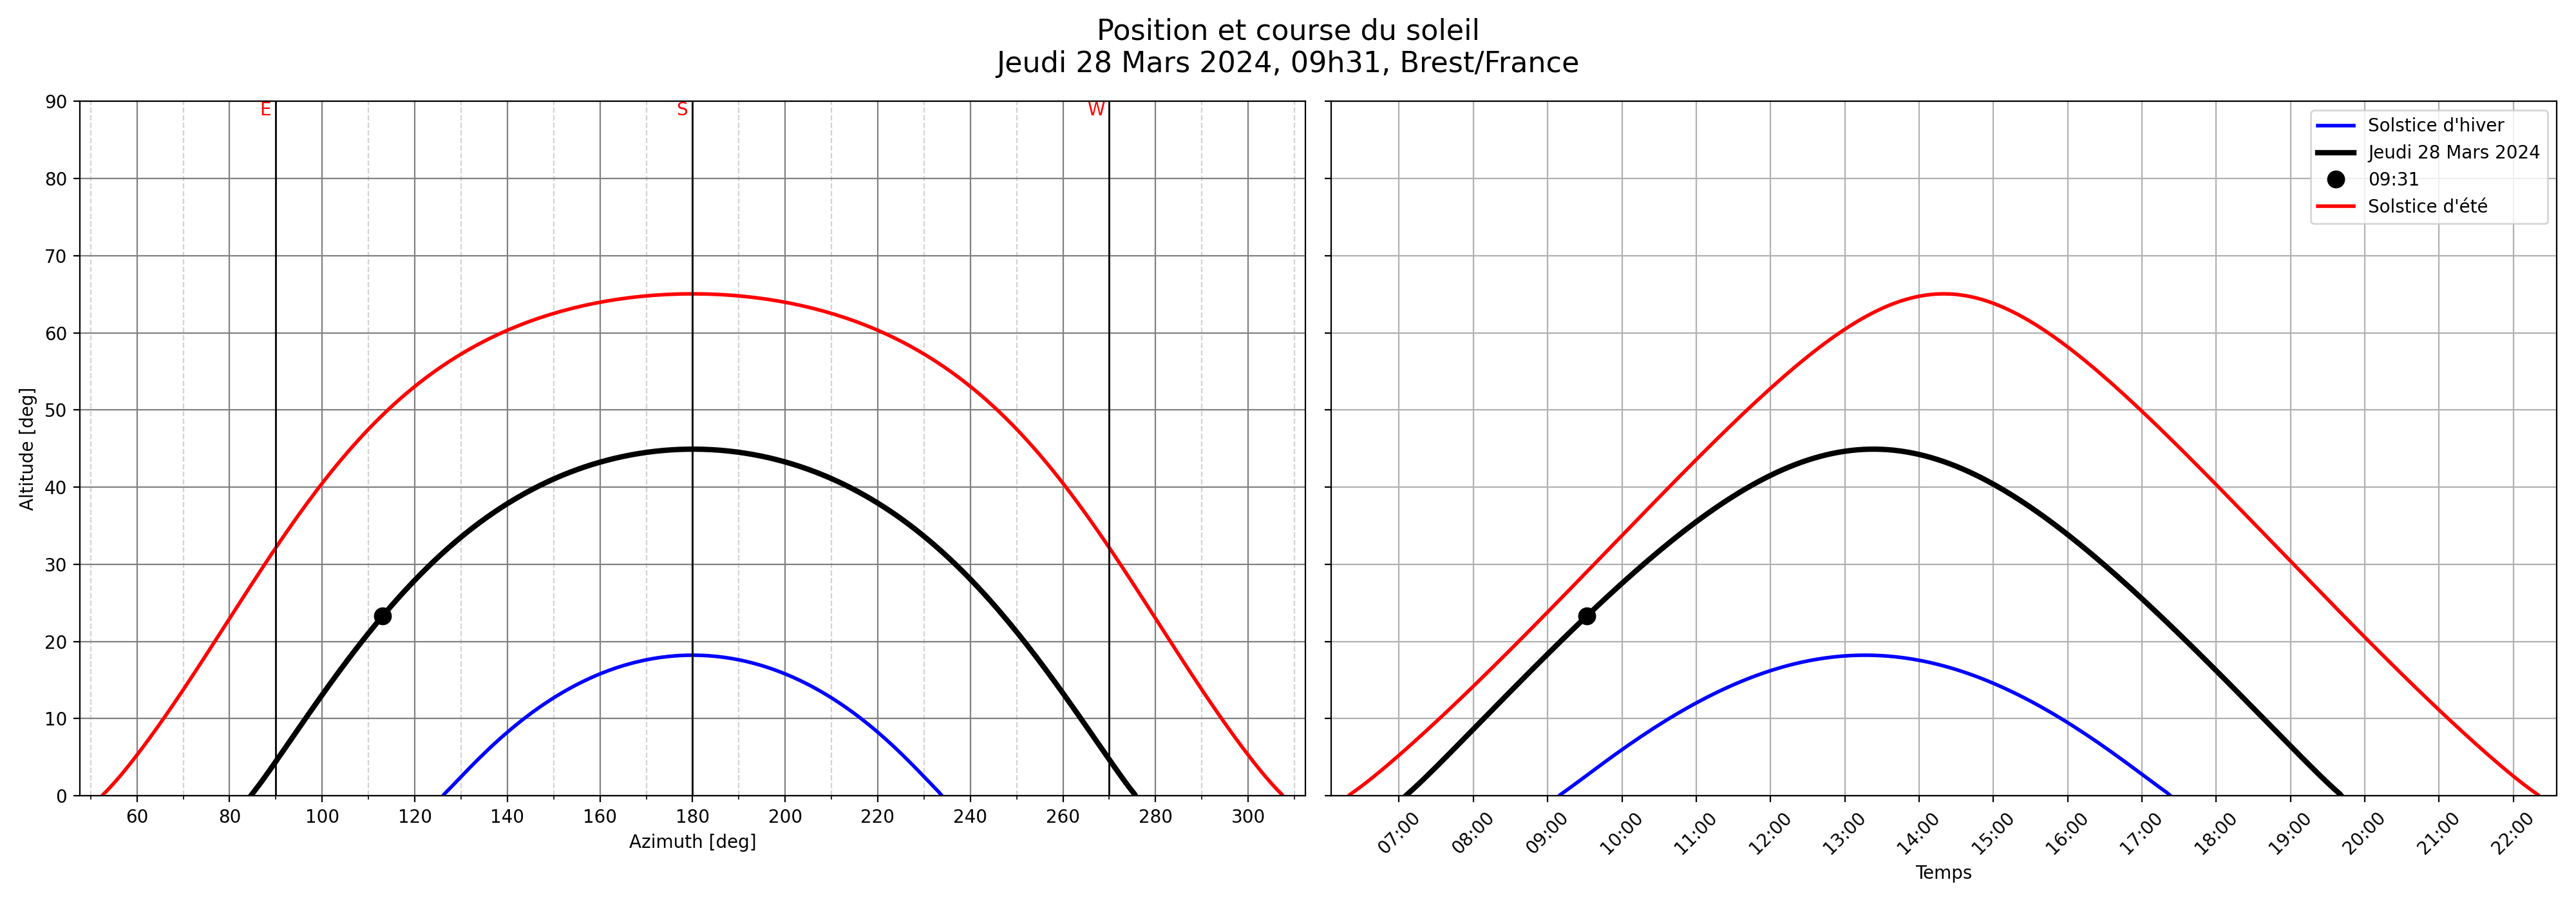 Position et course du soleil
Jeudi 28 Mars 2024, 09h31, Brest/France
E S W
90
80
70
60
50
40
30
20
10
0
Altitude [deg]
60 80 100 120 140 160 180 200 220 240 260 280 300
Azimuth [deg]
Solstice d'hiver
Jeudi 28 Mars 2024
09:31
Solstice d'été
07:00 08:00 09:00 10:00 11:00 12:00 13:00 14:00 15:00 16:00 17:00 18:00 19:00 20:00 21:00 22:00
Temps